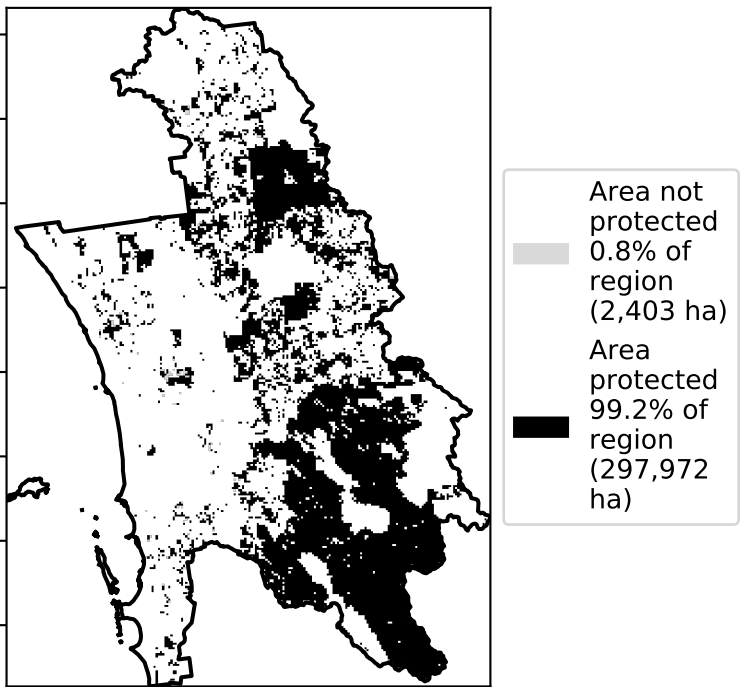 Area not
protected
0.8% of
region
(2,403 ha)
Area
protected
99.2% of
region
(297,972
ha)